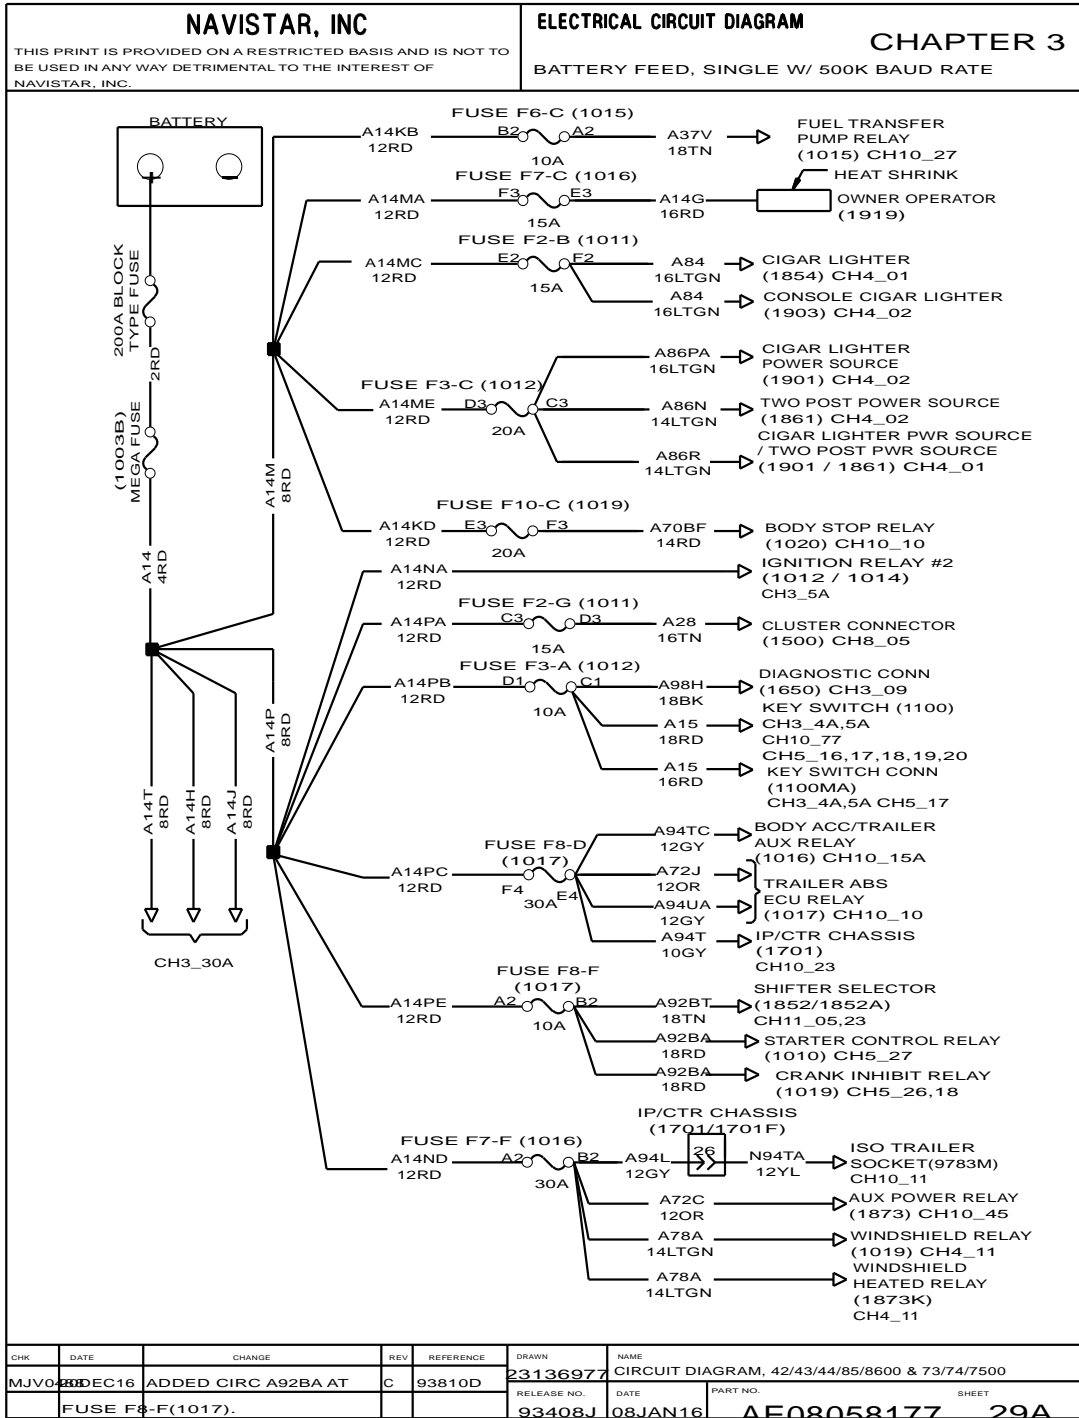 NAVISTAR, INC
THIS PRINT IS PROVIDED ON A RESTRICTED BASIS AND IS NOT TO
BE USED IN ANY WAY DETRIMENTAL TO THE INTEREST OF
NAVISTAR, INC.
ELECTRICAL CIRCUIT DIAGRAM
CHAPTER 3
BATTERY FEED, SINGLE W/ 500K BAUD RATE
BATTERY
200A BLOCK
TYPE FUSE
2RD
(1003B)
MEGA FUSE
A14
4RD
A14M
8RD
A14P
8RD
A14T
8RD
A14H
8RD
A14J
8RD
CH3_30A
FUSE F6-C (1015)
A14KB
12RD
B2
A2
10A
A37V
18TN
FUEL TRANSFER
PUMP RELAY
(1015) CH10_27
FUSE F7-C (1016)
A14MA
12RD
F3
E3
15A
A14G
16RD
HEAT SHRINK
OWNER OPERATOR
(1919)
FUSE F2-B (1011)
A14MC
12RD
E2
F2
15A
A84
16LTGN
CIGAR LIGHTER
(1854) CH4_01
A84
16LTGN
CONSOLE CIGAR LIGHTER
(1903) CH4_02
FUSE F3-C (1012)
A14ME
12RD
D3
C3
20A
A86PA
16LTGN
CIGAR LIGHTER
POWER SOURCE
(1901) CH4_02
A86N
14LTGN
TWO POST POWER SOURCE
(1861) CH4_02
A86R
14LTGN
CIGAR LIGHTER PWR SOURCE
/ TWO POST PWR SOURCE
(1901 / 1861) CH4_01
FUSE F10-C (1019)
A14KD
12RD
E3
F3
20A
A70BF
14RD
BODY STOP RELAY
(1020) CH10_10
A14NA
12RD
IGNITION RELAY #2
(1012 / 1014)
CH3_5A
FUSE F2-G (1011)
A14PA
12RD
C3
D3
15A
A28
16TN
CLUSTER CONNECTOR
(1500) CH8_05
FUSE F3-A (1012)
A14PB
12RD
D1
C1
10A
A98H
18BK
DIAGNOSTIC CONN
(1650) CH3_09
A15
18RD
KEY SWITCH (1100)
CH3_4A,5A
CH10_77
CH5_16,17,18,19,20
A15
16RD
KEY SWITCH CONN
(1100MA)
CH3_4A,5A CH5_17
FUSE F8-D
(1017)
A14PC
12RD
F4
E4
30A
A94TC
12GY
BODY ACC/TRAILER
AUX RELAY
(1016) CH10_15A
A72J
12OR
A94UA
12GY
TRAILER ABS
ECU RELAY
(1017) CH10_10
A94T
10GY
IP/CTR CHASSIS
(1701)
CH10_23
FUSE F8-F
(1017)
A14PE
12RD
A2
B2
10A
A92BT
18TN
SHIFTER SELECTOR
(1852/1852A)
CH11_05,23
A92BA
18RD
STARTER CONTROL RELAY
(1010) CH5_27
A92BA
18RD
CRANK INHIBIT RELAY
(1019) CH5_26,18
FUSE F7-F (1016)
A14ND
12RD
A2
B2
30A
A94L
12GY
IP/CTR CHASSIS
(1701/1701F)
26
N94TA
12YL
ISO TRAILER
SOCKET(9783M)
CH10_11
A72C
12OR
AUX POWER RELAY
(1873) CH10_45
A78A
14LTGN
WINDSHIELD RELAY
(1019) CH4_11
A78A
14LTGN
WINDSHIELD
HEATED RELAY
(1873K)
CH4_11
CHK DATE CHANGE REV REFERENCE
ADDED CIRC A92BA AT C 93810D
FUSE F8-F(1017).
DRAWN
23136977
NAME
CIRCUIT DIAGRAM, 42/43/44/85/8600 & 73/74/7500
RELEASE NO.
93408J
DATE
08JAN16
PART NO.
AF08058177
SHEET
29A